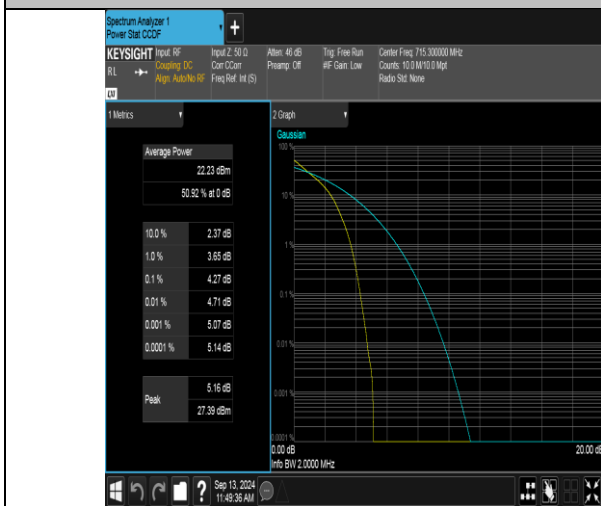 Spectrum Analyzer 1
Power Stat CCDF
+
KEYSIGHT
RL
Input: RF
Coupling: DC
Align: Auto/No RF
Input Z: 50 Ω
Corr CCorr
Freq Ref: Int (S)
Atten: 46 dB
Preamp: Off
Trig: Free Run
#IF Gain: Low
Center Freq: 715.300000 MHz
Counts: 10.0 M/10.0 Mpt
Radio Std: None
1 Metrics
Average Power
22.23 dBm
50.92 % at 0 dB
10.0 % 2.37 dB
1.0 % 3.65 dB
0.1 % 4.27 dB
0.01 % 4.71 dB
0.001 % 5.07 dB
0.0001 % 5.14 dB
Peak
5.16 dB
27.39 dBm
2 Graph
Gaussian
100 %
10 %
1 %
0.1 %
0.01 %
0.001 %
0.0001 %
0.00 dB
20.00 dB
Info BW 2.0000 MHz
?
Sep 13, 2024
11:49:36 AM